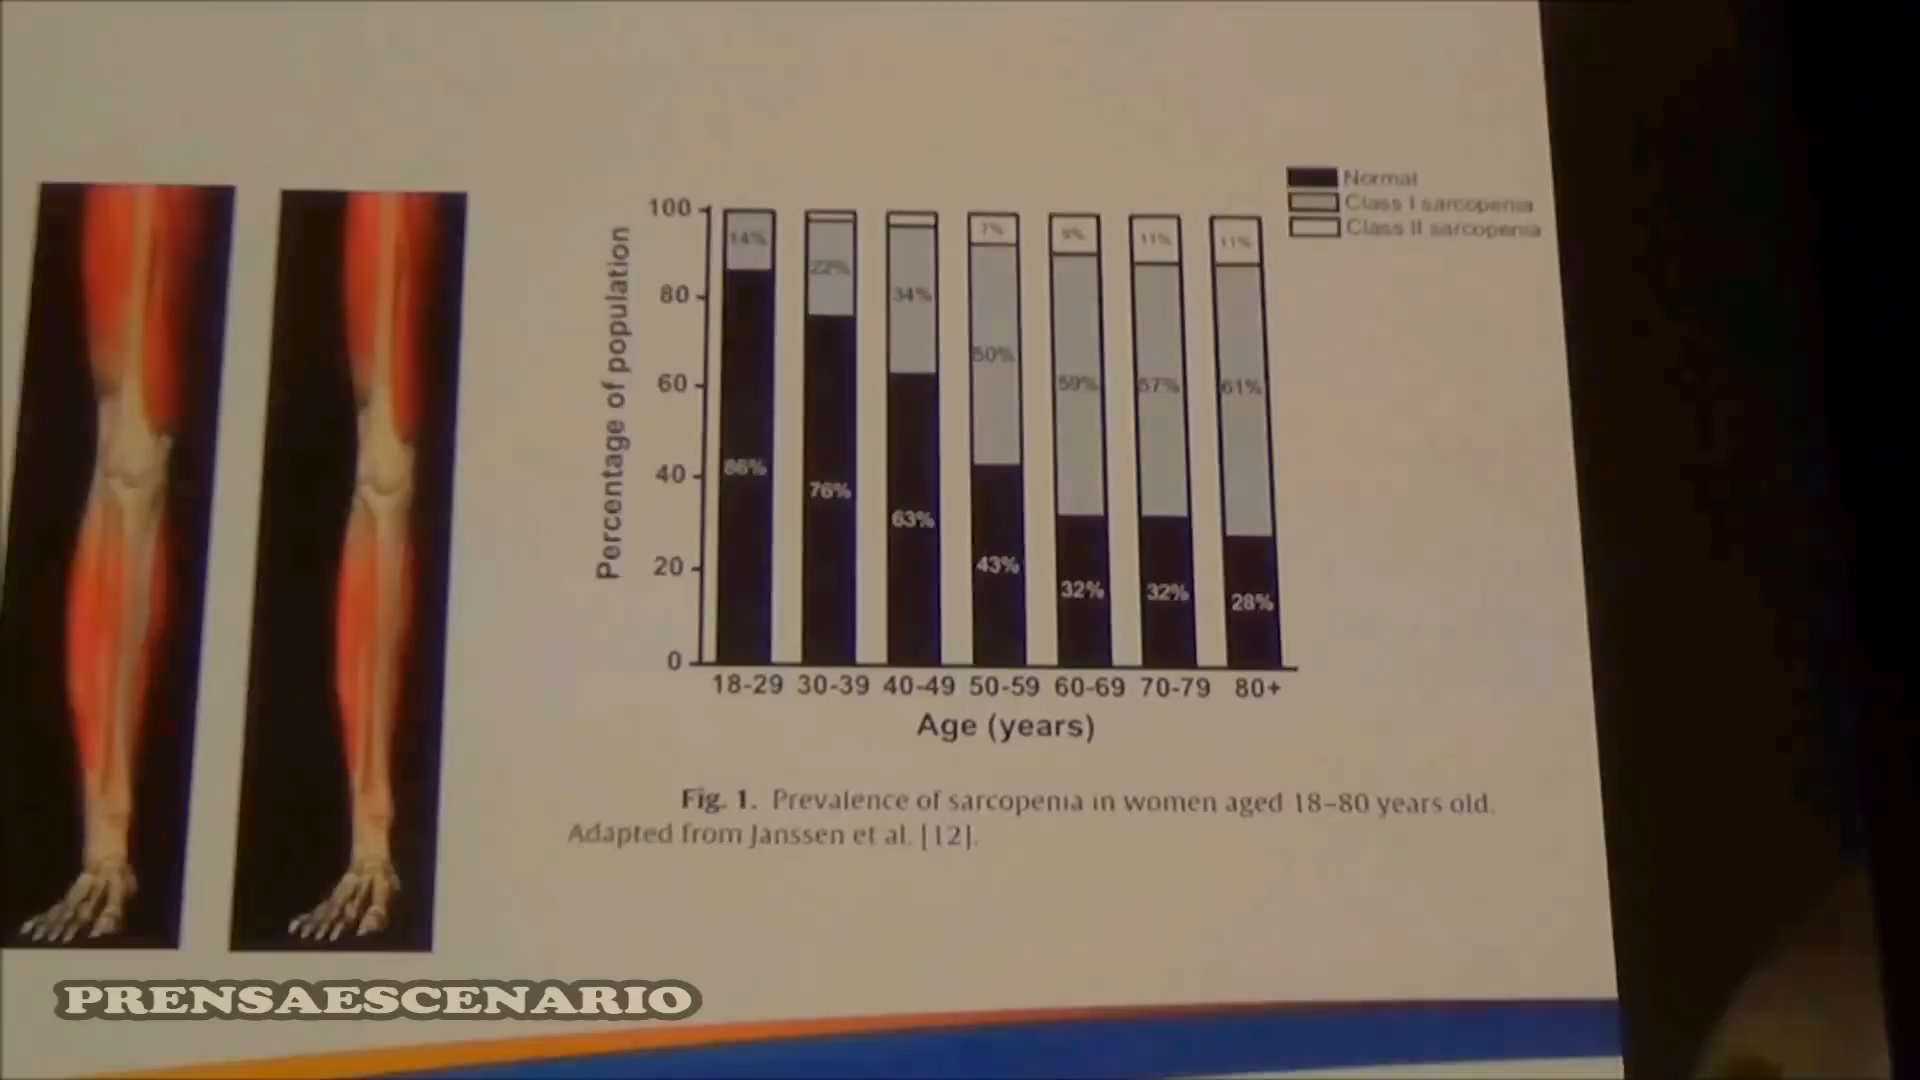 Normal
Class I sarcopenia
Class II sarcopenia
Percentage of population
100
80
60
40
20
0
14% 22% 34% 7% 9% 11% 11%
50% 59% 57% 61%
86% 76% 63% 43% 32% 32% 28%
18-29 30-39 40-49 50-59 60-69 70-79 80+
Age (years)
Fig. 1. Prevalence of sarcopenia in women aged 18–80 years old.
Adapted from Janssen et al. [12].
PRENSAESCENARIO